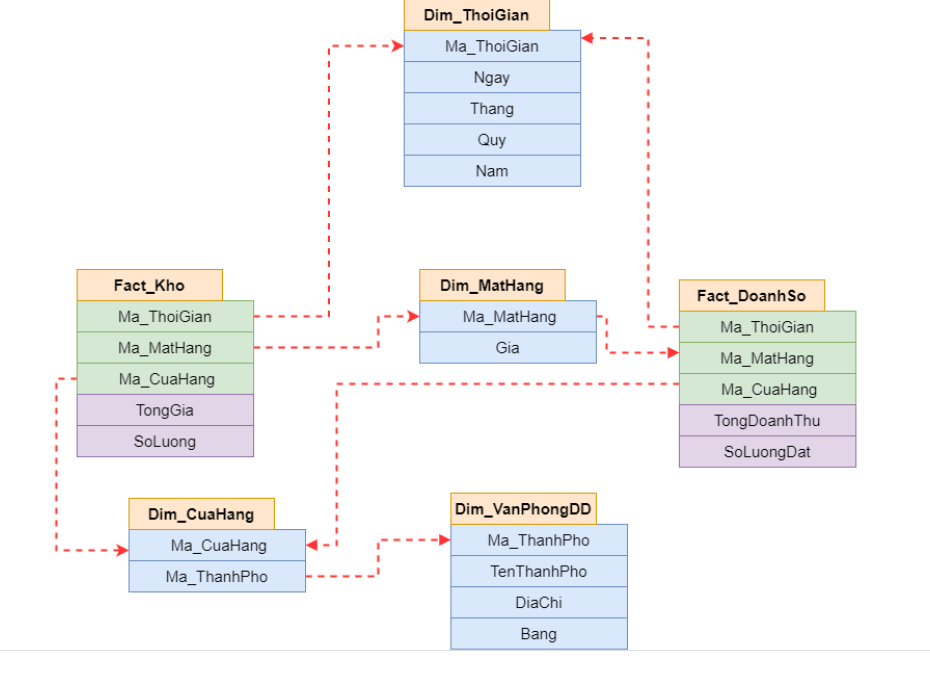 Dim_ThoiGian
Ma_ThoiGian
Ngay
Thang
Quy
Nam
Fact_Kho
Ma_ThoiGian
Ma_MatHang
Ma_CuaHang
TongGia
SoLuong
Dim_MatHang
Ma_MatHang
Gia
Fact_DoanhSo
Ma_ThoiGian
Ma_MatHang
Ma_CuaHang
TongDoanhThu
SoLuongDat
Dim_CuaHang
Ma_CuaHang
Ma_ThanhPho
Dim_VanPhongDD
Ma_ThanhPho
TenThanhPho
DiaChi
Bang